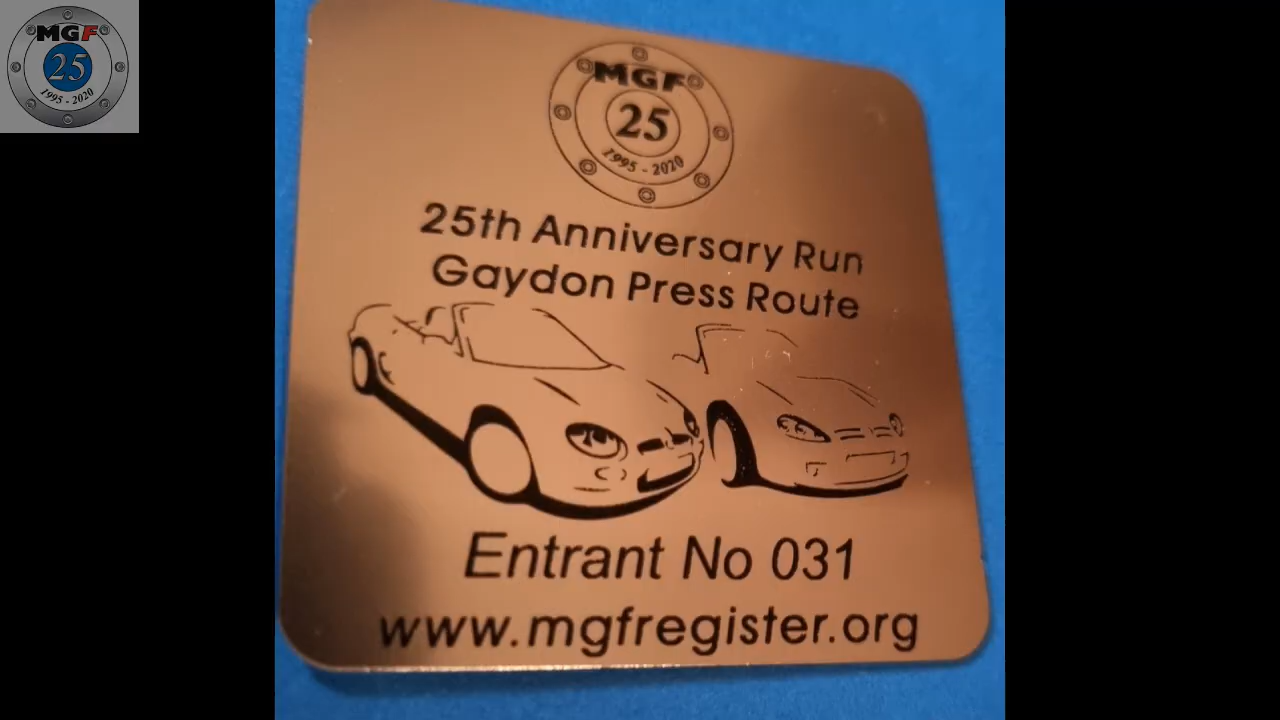 MGF
25
1995 - 2020
MGF
25
1995 - 2020
25th Anniversary Run
Gaydon Press Route
Entrant No 031
www.mgfregister.org